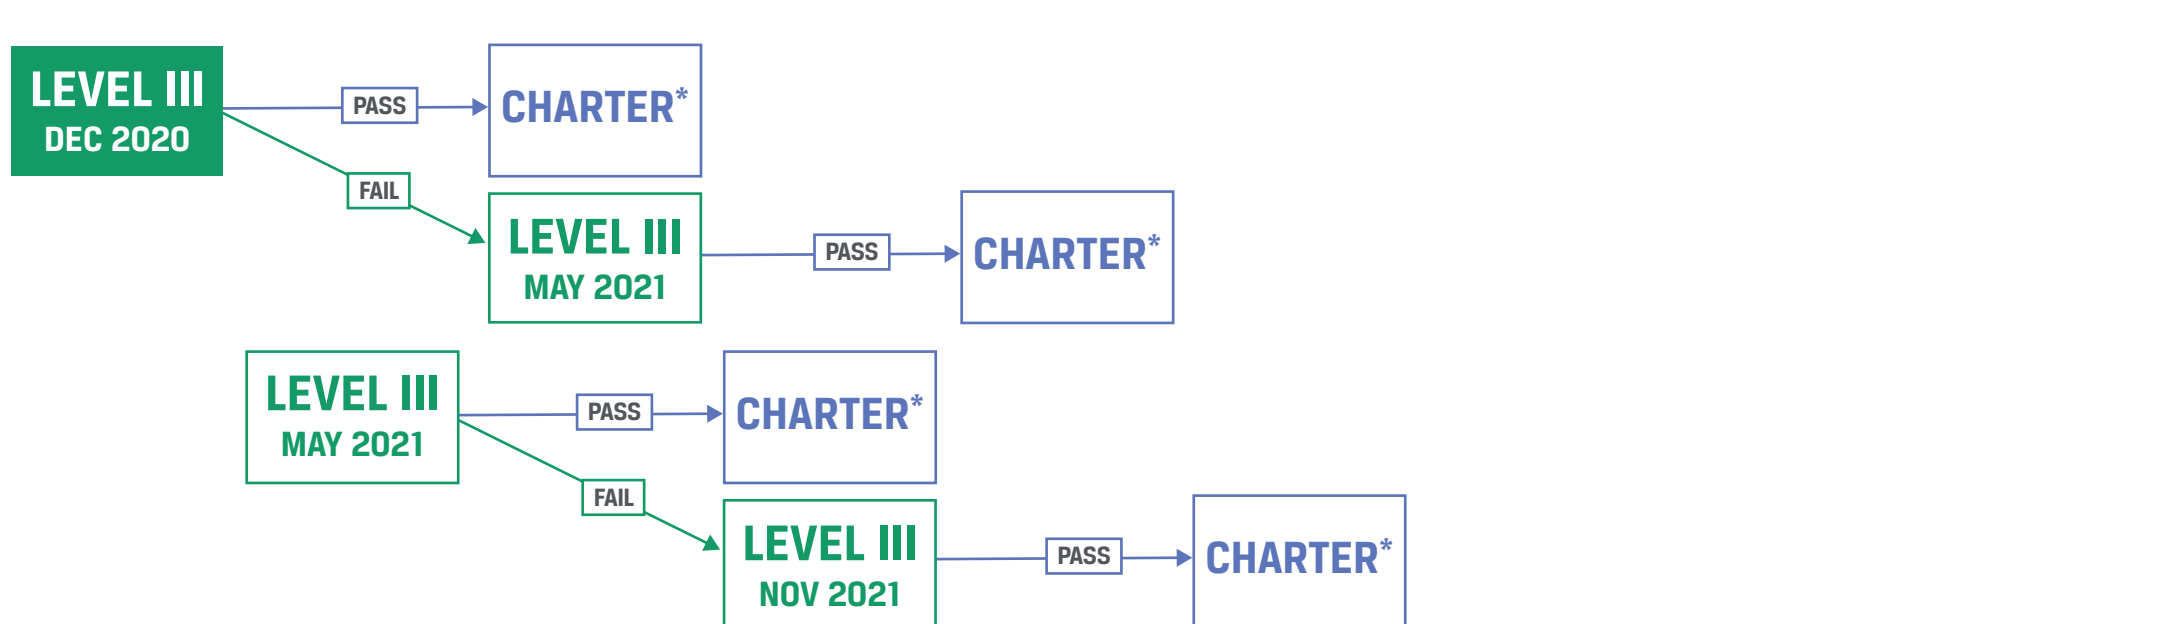 LEVEL III
DEC 2020
PASS
CHARTER*
FAIL
LEVEL III
MAY 2021
PASS
CHARTER*
LEVEL III
MAY 2021
PASS
CHARTER*
FAIL
LEVEL III
NOV 2021
PASS
CHARTER*